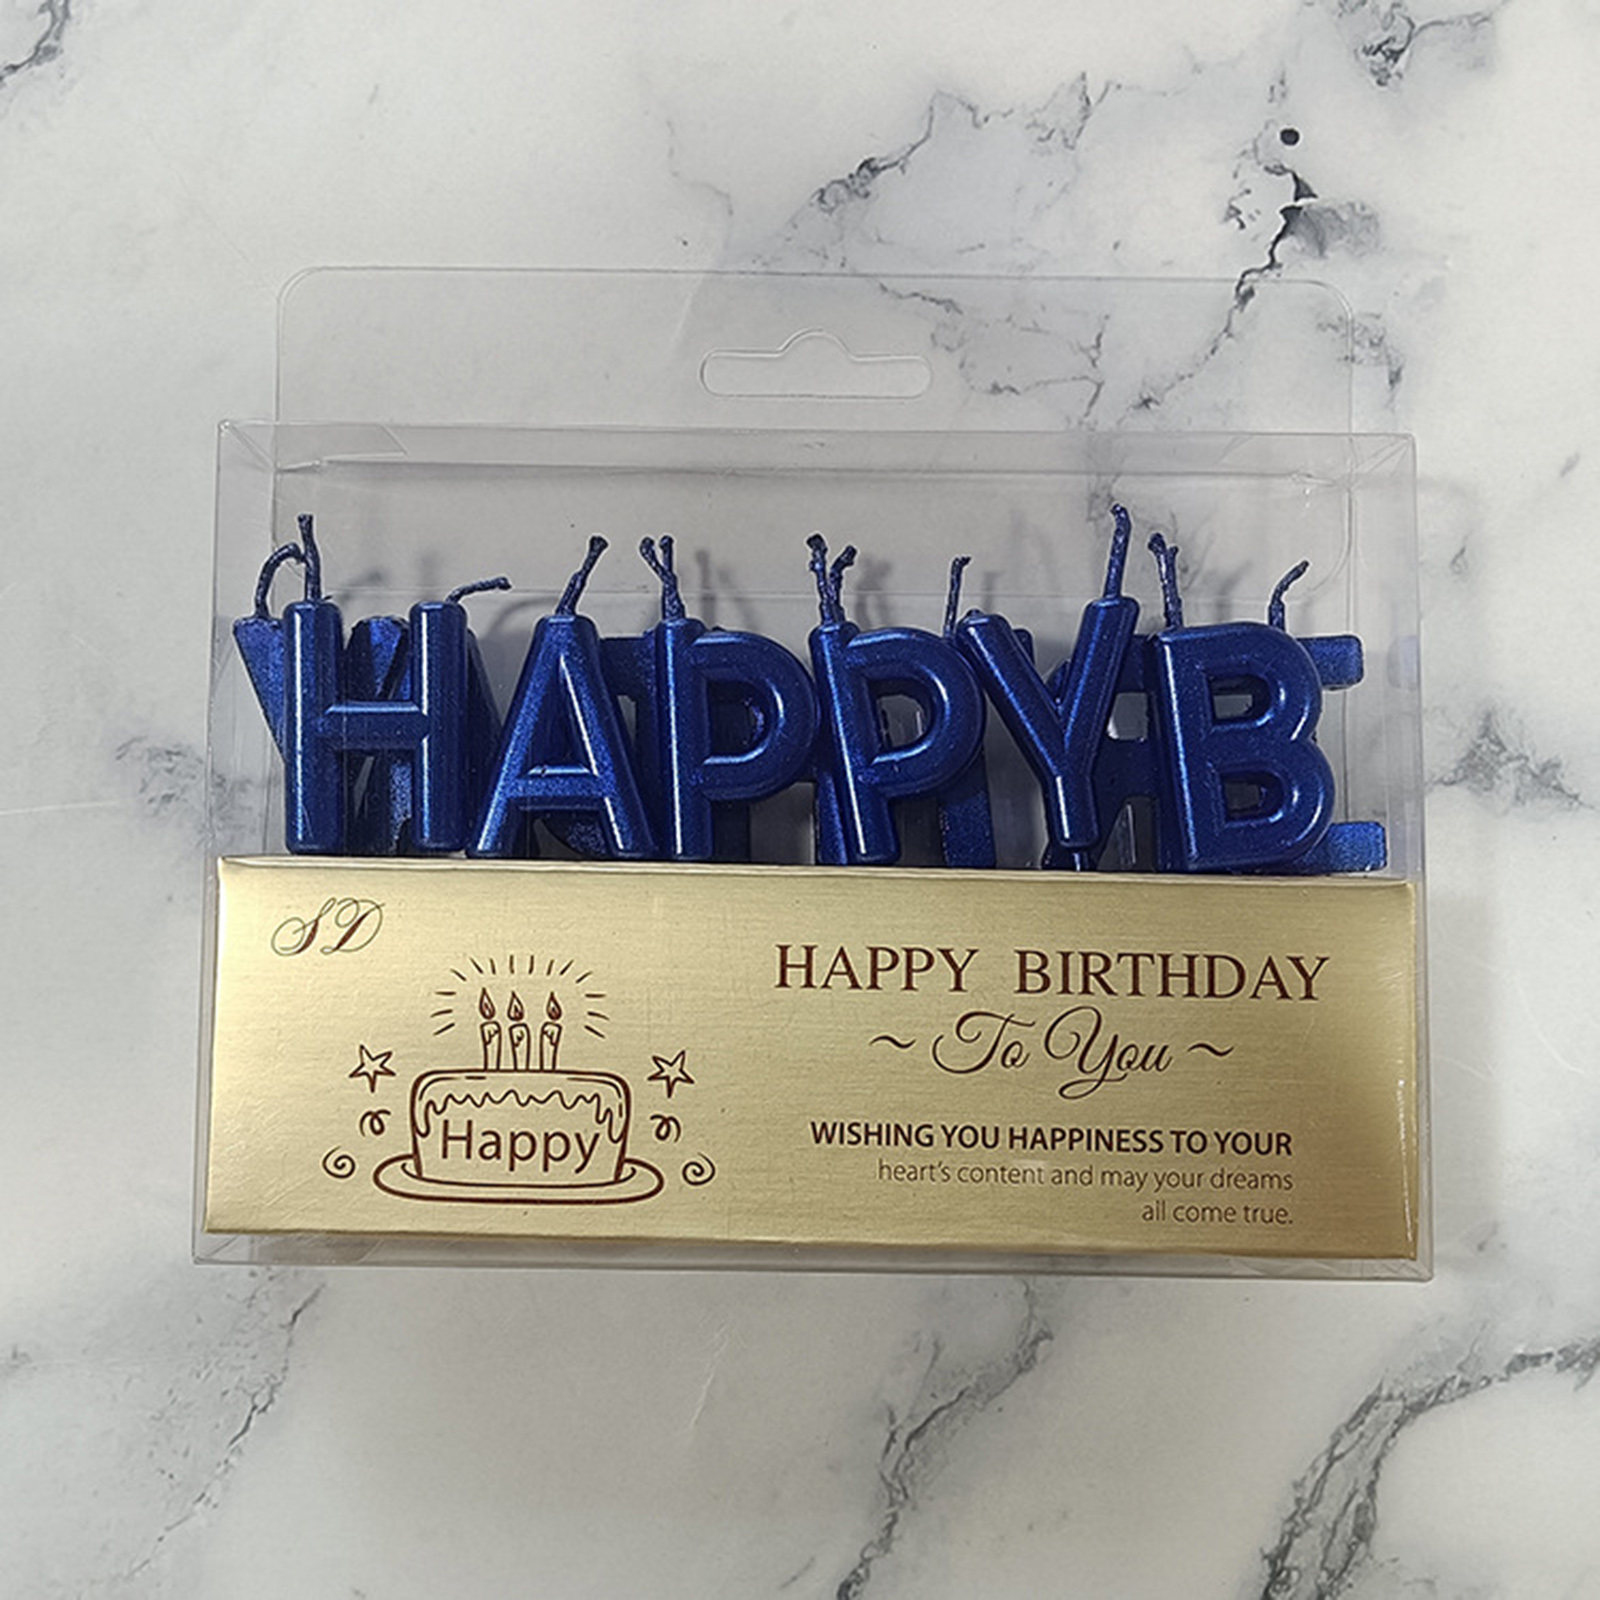 HAPPYB
SD
HAPPY BIRTHDAY
~ To You ~
Happy
WISHING YOU HAPPINESS TO YOUR
heart's content and may your dreams
all come true.